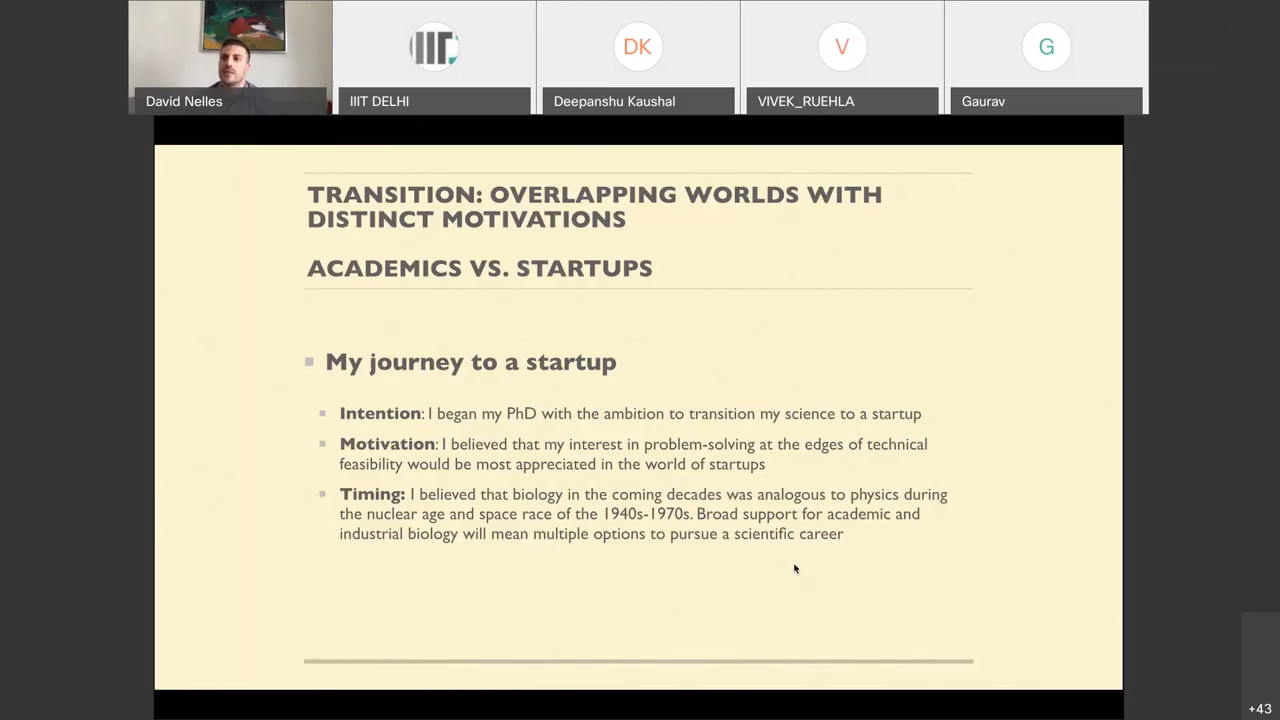 David Nelles
IIIT DELHI
DK
Deepanshu Kaushal
V
VIVEK_RUEHLA
G
Gaurav
TRANSITION: OVERLAPPING WORLDS WITH
DISTINCT MOTIVATIONS
ACADEMICS VS. STARTUPS
My journey to a startup
Intention: I began my PhD with the ambition to transition my science to a startup
Motivation: I believed that my interest in problem-solving at the edges of technical
feasibility would be most appreciated in the world of startups
Timing: I believed that biology in the coming decades was analogous to physics during
the nuclear age and space race of the 1940s-1970s. Broad support for academic and
industrial biology will mean multiple options to pursue a scientific career
+43